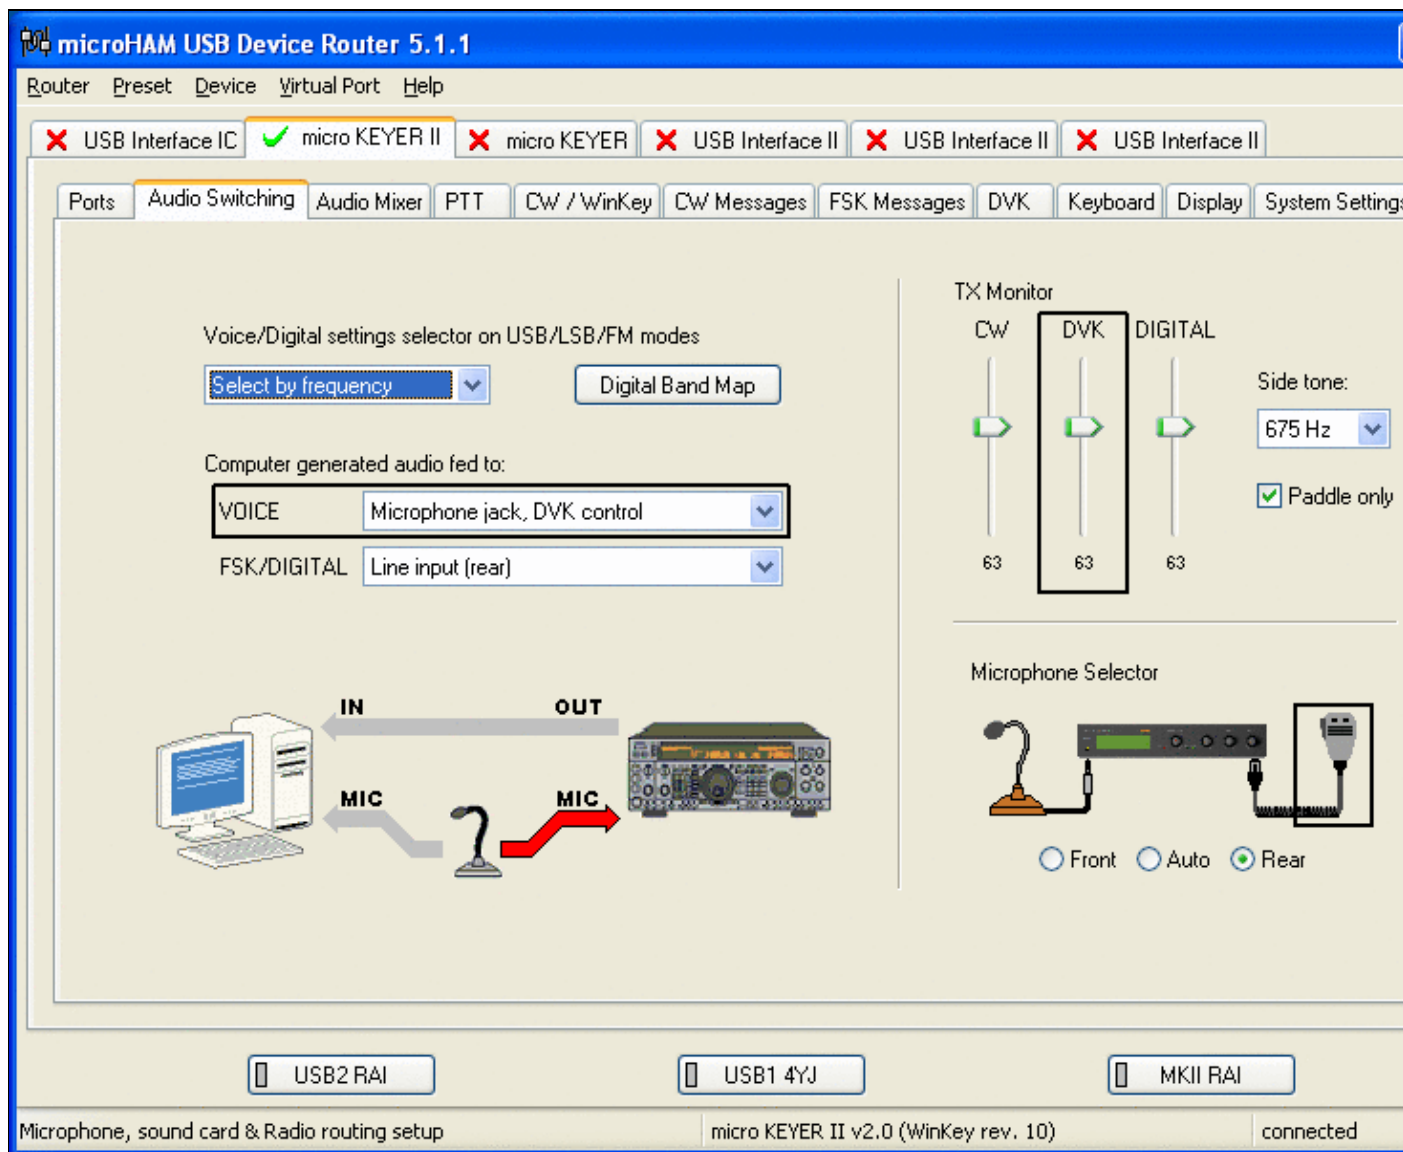 microHAM USB Device Router 5.1.1
Router Preset Device Virtual Port Help
USB Interface IC micro KEYER II micro KEYER USB Interface II USB Interface II USB Interface II
Ports Audio Switching Audio Mixer PTT CW / WinKey CW Messages FSK Messages DVK Keyboard Display System Settings
TX Monitor
CW DVK DIGITAL
Voice/Digital settings selector on USB/LSB/FM modes
Select by frequency Digital Band Map
Side tone:
675 Hz
Computer generated audio fed to:
VOICE Microphone jack, DVK control
Paddle only
FSK/DIGITAL Line input (rear)
63 63 63
Microphone Selector
IN OUT
MIC MIC
Front Auto Rear
USB2 RAI USB1 4YJ MKII RAI
Microphone, sound card & Radio routing setup micro KEYER II v2.0 (WinKey rev. 10) connected